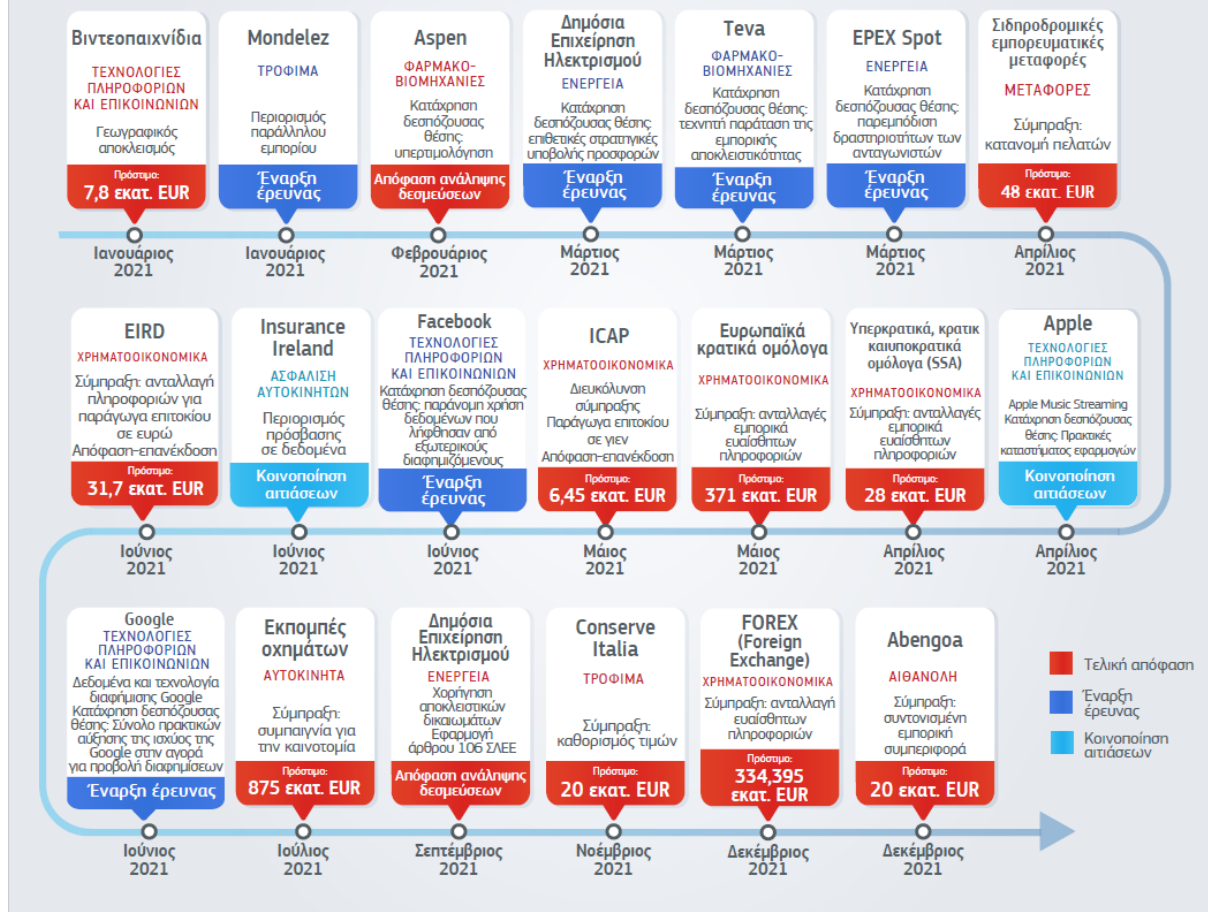 Βιντεοπαιχνίδια
ΤΕΧΝΟΛΟΓΙΕΣ
ΠΛΗΡΟΦΟΡΙΩΝ
ΚΑΙ ΕΠΙΚΟΙΝΩΝΙΩΝ
Γεωγραφικός
αποκλεισμός
Πρόστιμο:
7,8 εκατ. EUR
Ιανουάριος
2021
Mondelez
ΤΡΟΦΙΜΑ
Περιορισμός
παράλληλου
εμπορίου
Έναρξη
έρευνας
Ιανουάριος
2021
Aspen
ΦΑΡΜΑΚΟ-
ΒΙΟΜΗΧΑΝΙΕΣ
Κατάχρηση
δεσπόζουσας
θέσης:
υπερτιμολόγηση
Απόφαση ανάληψης
δεσμεύσεων
Φεβρουάριος
2021
Δημόσια
Επιχείρηση
Ηλεκτρισμού
ΕΝΕΡΓΕΙΑ
Κατάχρηση
δεσπόζουσας θέσης:
επιθετικές στρατηγικές
υποβολής προσφορών
Έναρξη
έρευνας
Μάρτιος
2021
Teva
ΦΑΡΜΑΚΟ-
ΒΙΟΜΗΧΑΝΙΕΣ
Κατάχρηση
δεσπόζουσας θέσης:
τεχνητή παράταση της
εμπορικής
αποκλειστικότητας
Έναρξη
έρευνας
Μάρτιος
2021
EPEX Spot
ΕΝΕΡΓΕΙΑ
Κατάχρηση
δεσπόζουσας θέσης:
παρεμπόδιση
δραστηριοτήτων των
ανταγωνιστών
Έναρξη
έρευνας
Μάρτιος
2021
Σιδηροδρομικές
εμπορευματικές
μεταφορές
ΜΕΤΑΦΟΡΕΣ
Σύμπραξη:
κατανομή πελατών
Πρόστιμο:
48 εκατ. EUR
Απρίλιος
2021
EIRD
ΧΡΗΜΑΤΟΟΙΚΟΝΟΜΙΚΑ
Σύμπραξη: ανταλλαγή
πληροφοριών για
παράγωγα επιτοκίου
σε ευρώ
Απόφαση-επανέκδοση
Πρόστιμο:
31,7 εκατ. EUR
Ιούνιος
2021
Insurance
Ireland
ΑΣΦΑΛΙΣΗ
ΑΥΤΟΚΙΝΗΤΩΝ
Περιορισμός
πρόσβασης
σε δεδομένα
Κοινοποίηση
αιτιάσεων
Ιούνιος
2021
Facebook
ΤΕΧΝΟΛΟΓΙΕΣ
ΠΛΗΡΟΦΟΡΙΩΝ
ΚΑΙ ΕΠΙΚΟΙΝΩΝΙΩΝ
Κατάχρηση δεσπόζουσας
θέσης: παράνομη χρήση
δεδομένων που
λήφθησαν από
εξωτερικούς
διαφημιζόμενους
Έναρξη
έρευνας
Ιούνιος
2021
ICAP
ΧΡΗΜΑΤΟΟΙΚΟΝΟΜΙΚΑ
Διευκόλυνση
σύμπραξης
Παράγωγα επιτοκίου
σε γιεν
Απόφαση-επανέκδοση
Πρόστιμο:
6,45 εκατ. EUR
Μάιος
2021
Ευρωπαϊκά
κρατικά ομόλογα
ΧΡΗΜΑΤΟΟΙΚΟΝΟΜΙΚΑ
Σύμπραξη: ανταλλαγές
εμπορικά
ευαίσθητων
πληροφοριών
Πρόστιμο:
371 εκατ. EUR
Μάιος
2021
Υπερκρατικά, κρατικ
καιυποκρατικά
ομόλογα (SSA)
ΧΡΗΜΑΤΟΟΙΚΟΝΟΜΙΚΑ
Σύμπραξη: ανταλλαγές
εμπορικά
ευαίσθητων
πληροφοριών
Πρόστιμο:
28 εκατ. EUR
Απρίλιος
2021
Apple
ΤΕΧΝΟΛΟΓΙΕΣ
ΠΛΗΡΟΦΟΡΙΩΝ
ΚΑΙ ΕΠΙΚΟΙΝΩΝΙΩΝ
Apple Music Streaming
Κατάχρηση δεσπόζουσας
θέσης: Πρακτικές
καταστήματος εφαρμογών
Κοινοποίηση
αιτιάσεων
Απρίλιος
2021
Google
ΤΕΧΝΟΛΟΓΙΕΣ
ΠΛΗΡΟΦΟΡΙΩΝ
ΚΑΙ ΕΠΙΚΟΙΝΩΝΙΩΝ
Δεδομένα και τεχνολογία
διαφήμισης Google
Κατάχρηση δεσπόζουσας
θέσης: Σύνολο πρακτικών
αύξησης της ισχύος της
Google στην αγορά
για προβολή διαφημίσεων
Έναρξη έρευνας
Ιούνιος
2021
Εκπομπές
οχημάτων
ΑΥΤΟΚΙΝΗΤΑ
Σύμπραξη:
συμπαιγνία για
την καινοτομία
Πρόστιμο:
875 εκατ. EUR
Ιούλιος
2021
Δημόσια
Επιχείρηση
Ηλεκτρισμού
ΕΝΕΡΓΕΙΑ
Χορήγηση
αποκλειστικών
δικαιωμάτων
Εφαρμογή
άρθρου 106 ΣΛΕΕ
Απόφαση ανάληψης
δεσμεύσεων
Σεπτέμβριος
2021
Conserve
Italia
ΤΡΟΦΙΜΑ
Σύμπραξη:
καθορισμός τιμών
Πρόστιμο:
20 εκατ. EUR
Νοέμβριος
2021
FOREX
(Foreign
Exchange)
ΧΡΗΜΑΤΟΟΙΚΟΝΟΜΙΚΑ
Σύμπραξη: ανταλλαγή
ευαίσθητων
πληροφοριών
Πρόστιμο:
334,395
εκατ. EUR
Δεκέμβριος
2021
Abengoa
ΑΙΘΑΝΟΛΗ
Σύμπραξη:
συντονισμένη
εμπορική
συμπεριφορά
Πρόστιμο:
20 εκατ. EUR
Δεκέμβριος
2021
Τελική απόφαση
Έναρξη
έρευνας
Κοινοποίηση
αιτιάσεων